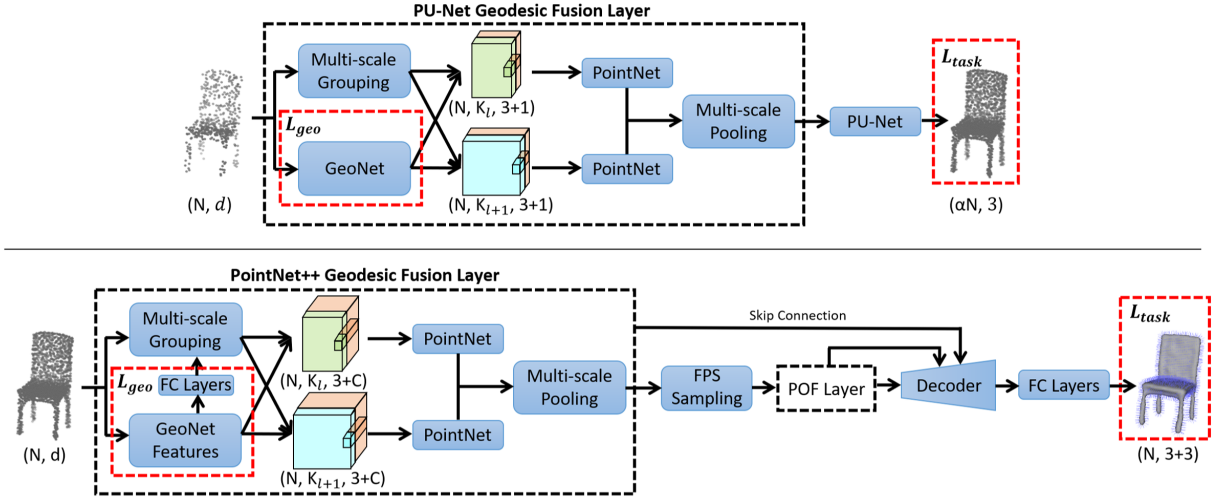 PU-Net Geodesic Fusion Layer
Multi-scale
Grouping
L_geo
GeoNet
(N, d)
(N, K_l, 3+1)
(N, K_{l+1}, 3+1)
PointNet
PointNet
Multi-scale
Pooling
PU-Net
L_task
(αN, 3)
PointNet++ Geodesic Fusion Layer
Multi-scale
Grouping
L_geo
FC Layers
GeoNet
Features
(N, d)
(N, K_l, 3+C)
(N, K_{l+1}, 3+C)
PointNet
PointNet
Multi-scale
Pooling
Skip Connection
FPS
Sampling
POF Layer
Decoder
FC Layers
L_task
(N, 3+3)